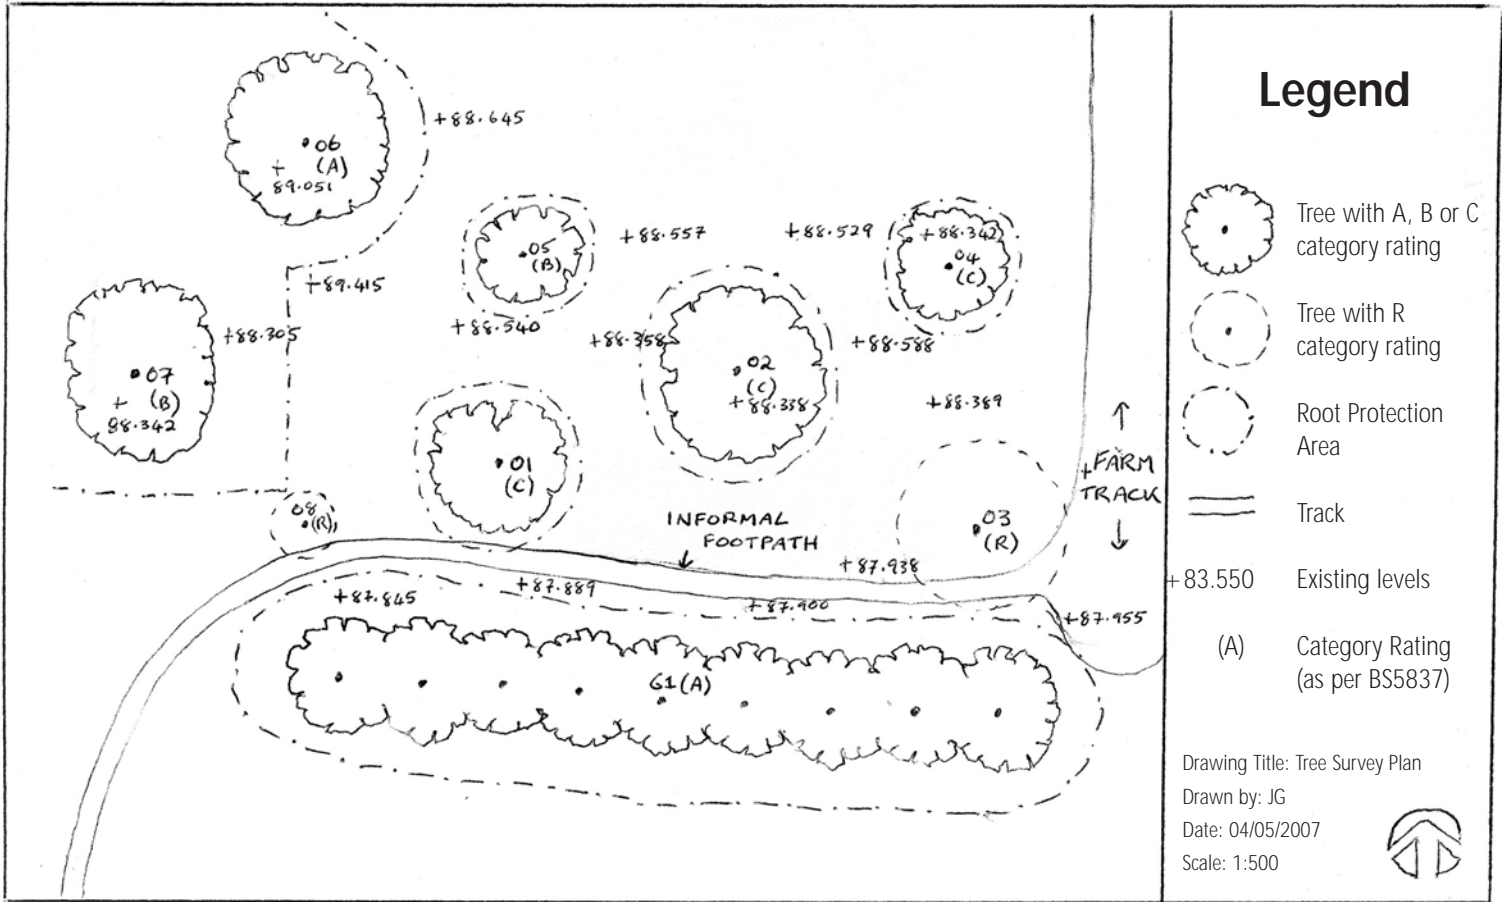 +88.645
06
(A)
+
89.051
05
(B)
+88.557
+88.529
+88.342
04
(C)
+89.415
+88.305
+88.540
+88.358
+88.588
07
(B)
+
88.342
02
(C)
+88.338
+88.389
01
(C)
08
(R)
INFORMAL
FOOTPATH
03
(R)
+FARM
TRACK
+87.938
+87.889
+87.845
+87.900
+87.955
G1(A)
Legend
Tree with A, B or C
category rating
Tree with R
category rating
Root Protection
Area
Track
+83.550 Existing levels
(A) Category Rating
(as per BS5837)
Drawing Title: Tree Survey Plan
Drawn by: JG
Date: 04/05/2007
Scale: 1:500